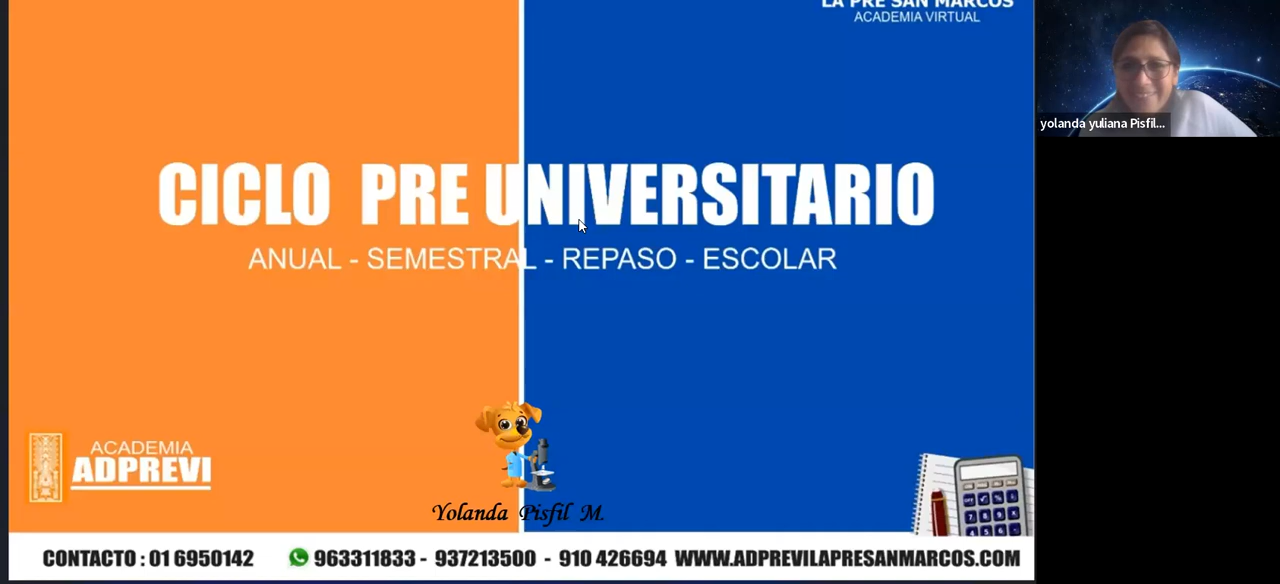 LA PRE SAN MARCOS
ACADEMIA VIRTUAL
yolanda yuliana Pisfil...
CICLO PRE UNIVERSITARIO
ANUAL - SEMESTRAL - REPASO - ESCOLAR
ACADEMIA
ADPREVI
Yolanda Pisfil M.
CONTACTO : 01 6950142 963311833 - 937213500 - 910 426694 WWW.ADPREVILAPRESANMARCOS.COM